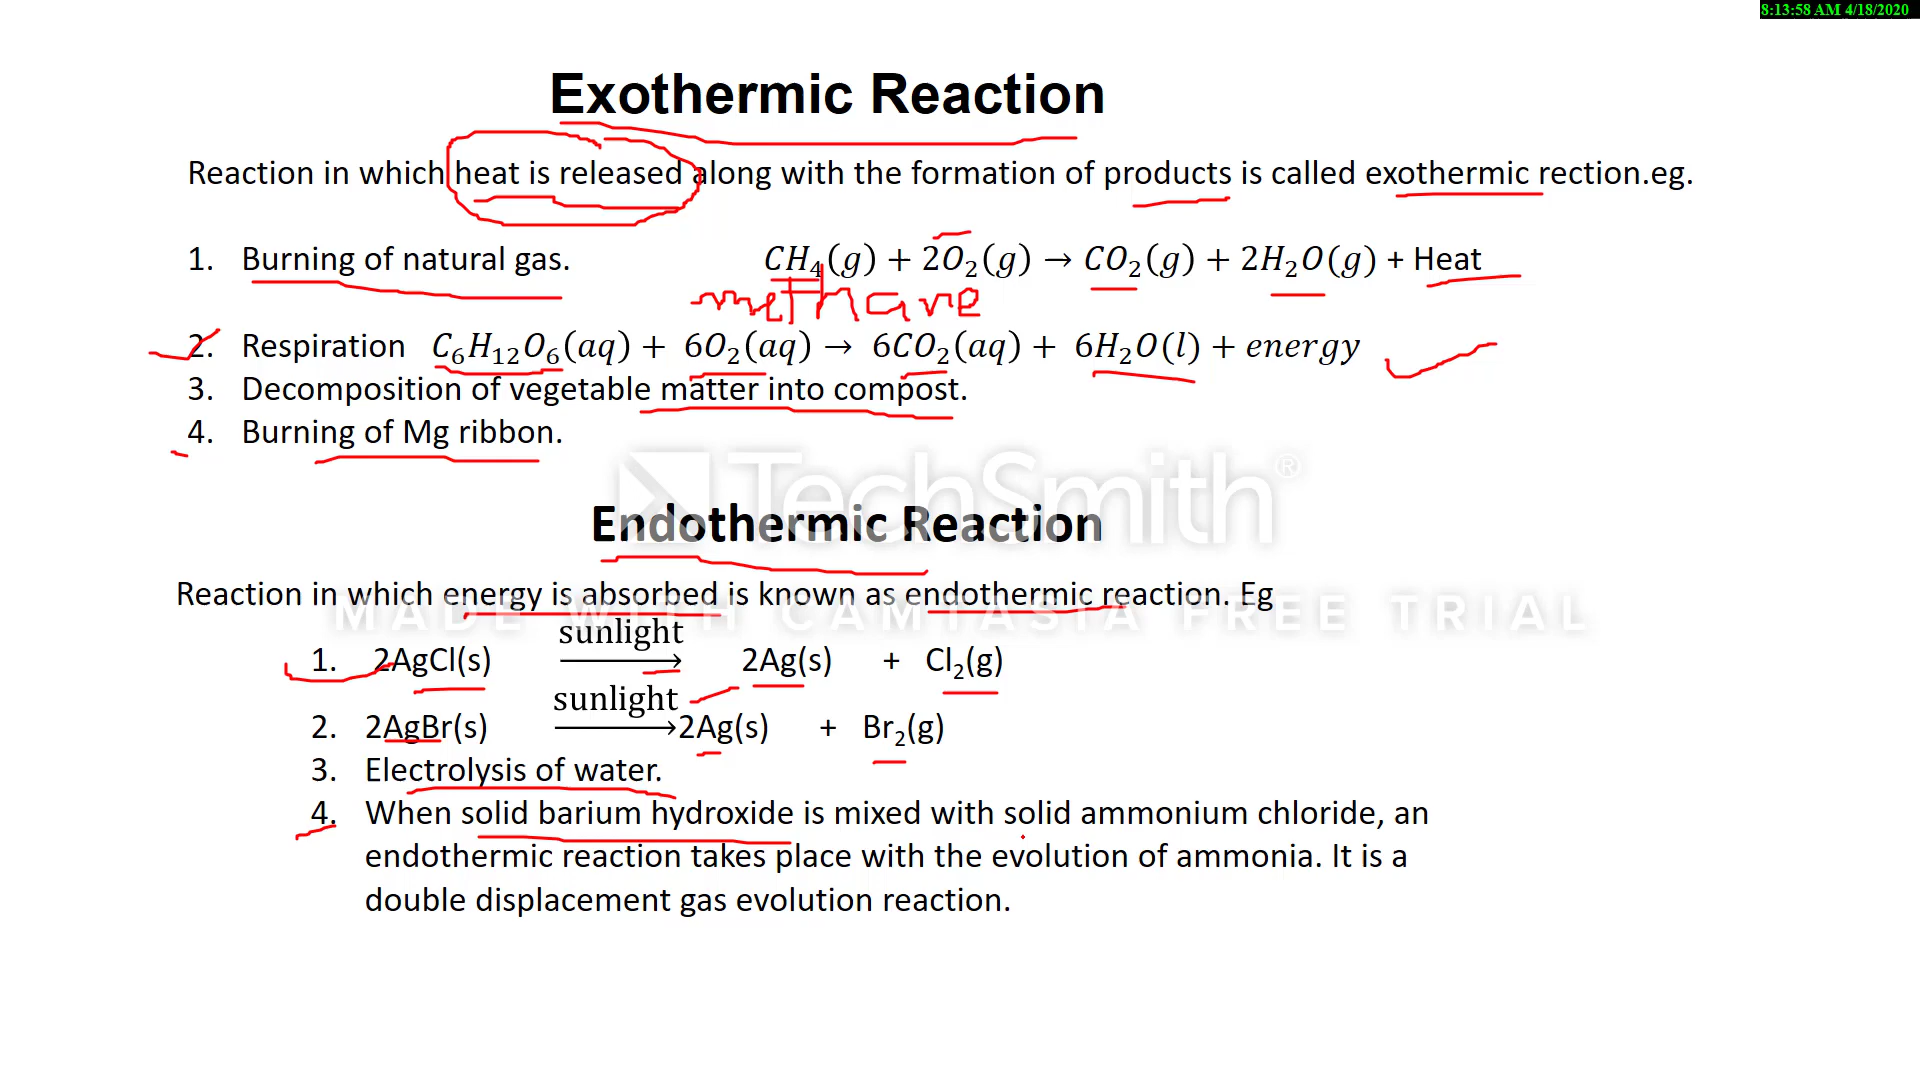 8:13:58 AM 4/18/2020
Exothermic Reaction
Reaction in which heat is released along with the formation of products is called exothermic rection.eg.
1. Burning of natural gas. CH₄(g) + 2O₂(g) → CO₂(g) + 2H₂O(g) + Heat
methane
2. Respiration C₆H₁₂O₆(aq) + 6O₂(aq) → 6CO₂(aq) + 6H₂O(l) + energy
3. Decomposition of vegetable matter into compost.
4. Burning of Mg ribbon.
TechSmith®
Endothermic Reaction
Reaction in which energy is absorbed is known as endothermic reaction. Eg
MADE WITH CAMTASIA FREE TRIAL
sunlight
1. 2AgCl(s) ⟶ 2Ag(s) + Cl₂(g)
sunlight
2. 2AgBr(s) ⟶ 2Ag(s) + Br₂(g)
3. Electrolysis of water.
4. When solid barium hydroxide is mixed with solid ammonium chloride, an
endothermic reaction takes place with the evolution of ammonia. It is a
double displacement gas evolution reaction.